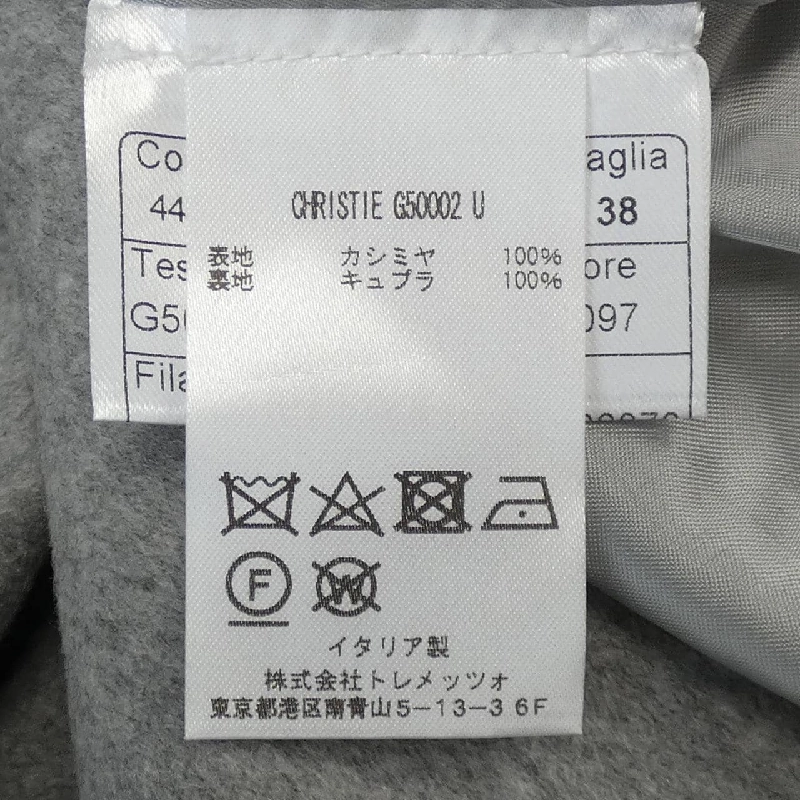 Co
aglia
44
38
Tes
ore
G50
097
Fila
CHRISTIE G50002 U
表地 カシミヤ 100%
裏地 キュプラ 100%
F
W
イタリア製
株式会社トレメッツォ
東京都港区南青山5-13-3 6F